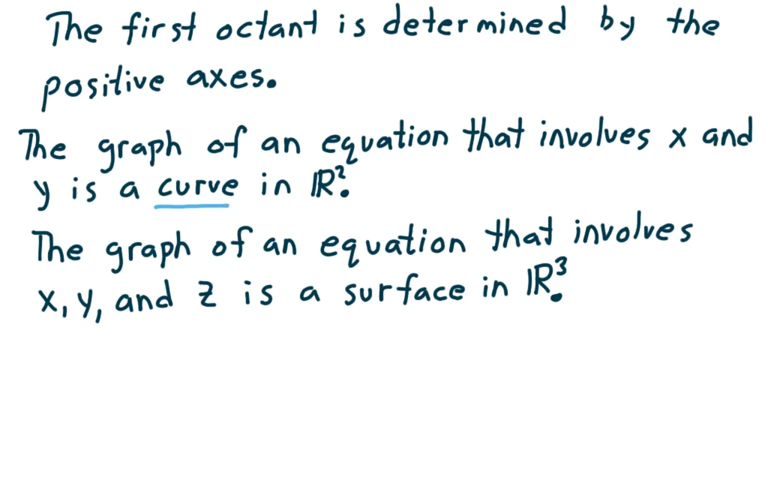 The first octant is determined by the
positive axes.
The graph of an equation that involves x and
y is a curve in ℝ².
The graph of an equation that involves
x, y, and z is a surface in ℝ³.